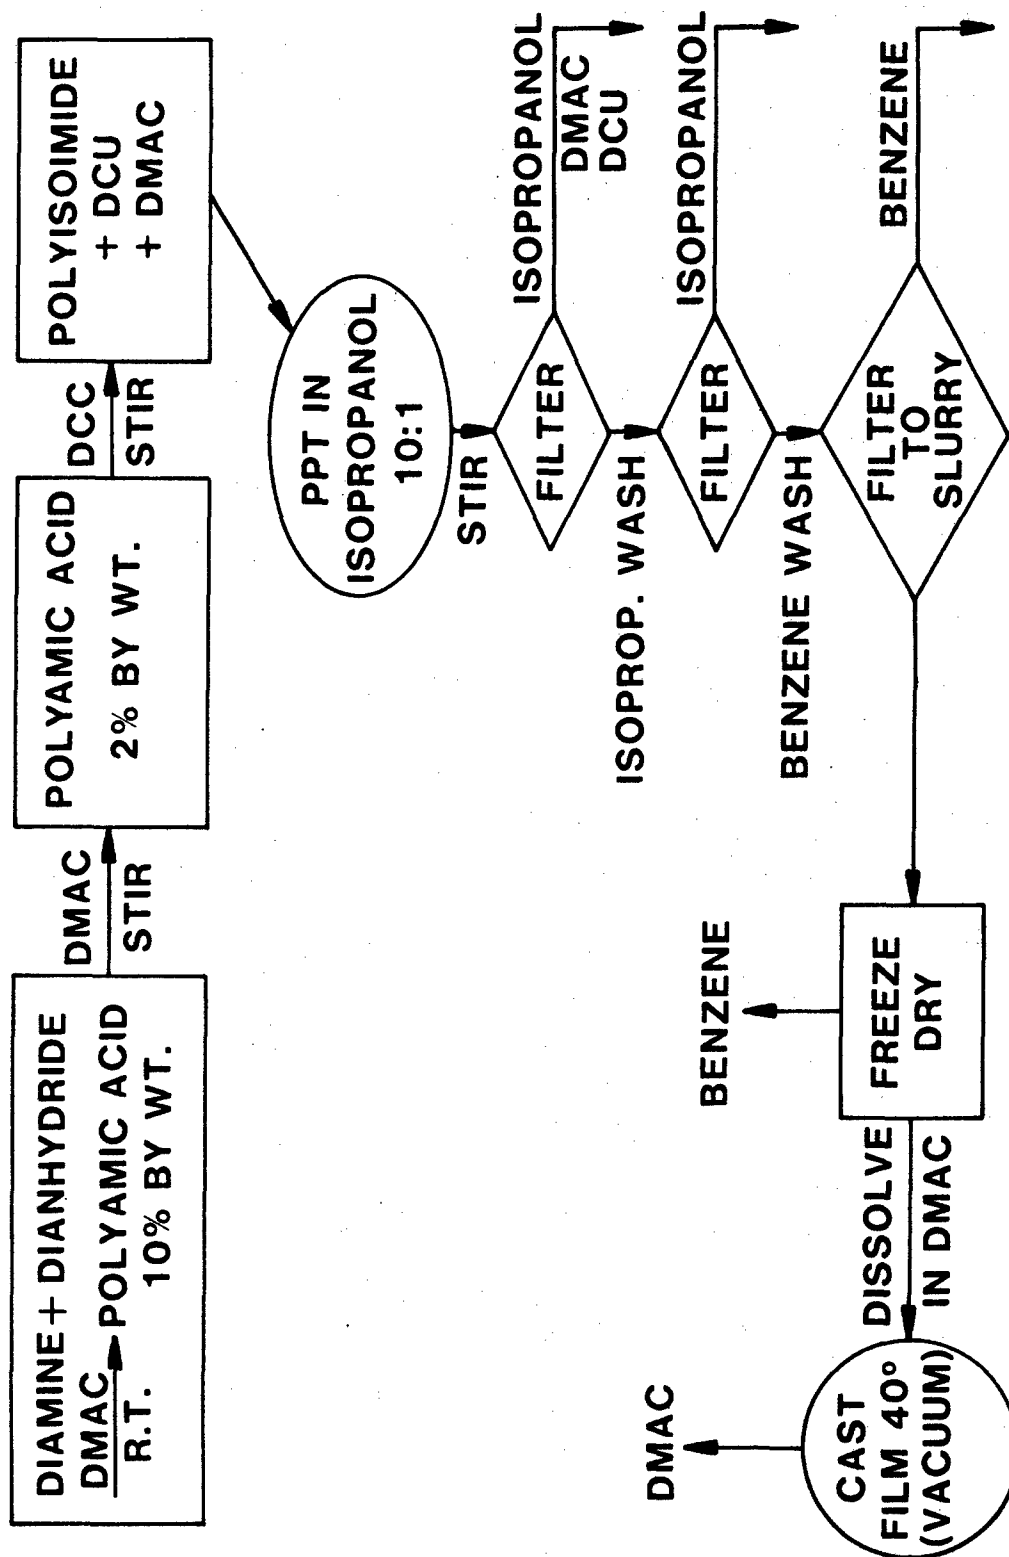 DIAMINE + DIANHYDRIDE
DMAC
R.T.
POLYAMIC ACID
10% BY WT.
DMAC
STIR
POLYAMIC ACID
2% BY WT.
DCC
STIR
POLYISOIMIDE
+ DCU
+ DMAC
PPT IN
ISOPROPANOL
10:1
STIR
FILTER
ISOPROPANOL
DMAC
DCU
ISOPROP. WASH
FILTER
ISOPROPANOL
BENZENE WASH
FILTER
TO
SLURRY
BENZENE
FREEZE
DRY
BENZENE
DISSOLVE
IN DMAC
CAST
FILM 40°
(VACUUM)
DMAC